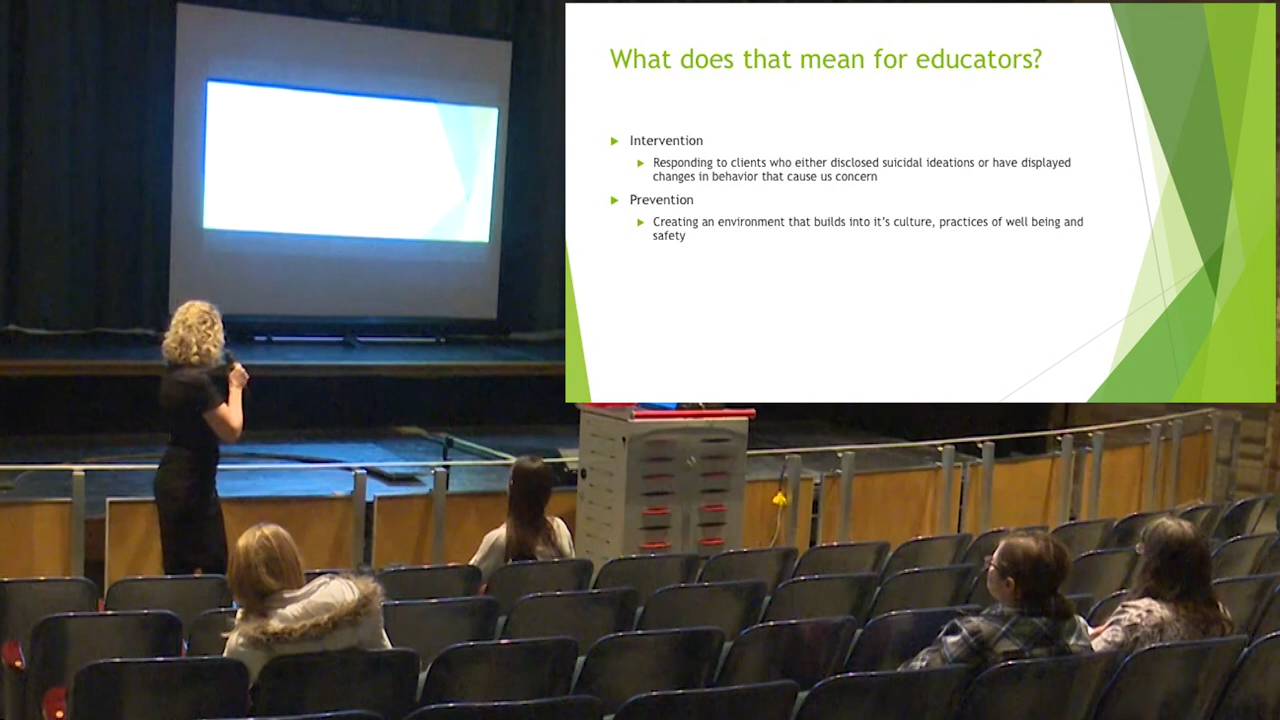 What does that mean for educators?
Intervention
Responding to clients who either disclosed suicidal ideations or have displayed
changes in behavior that cause us concern
Prevention
Creating an environment that builds into it's culture, practices of well being and
safety